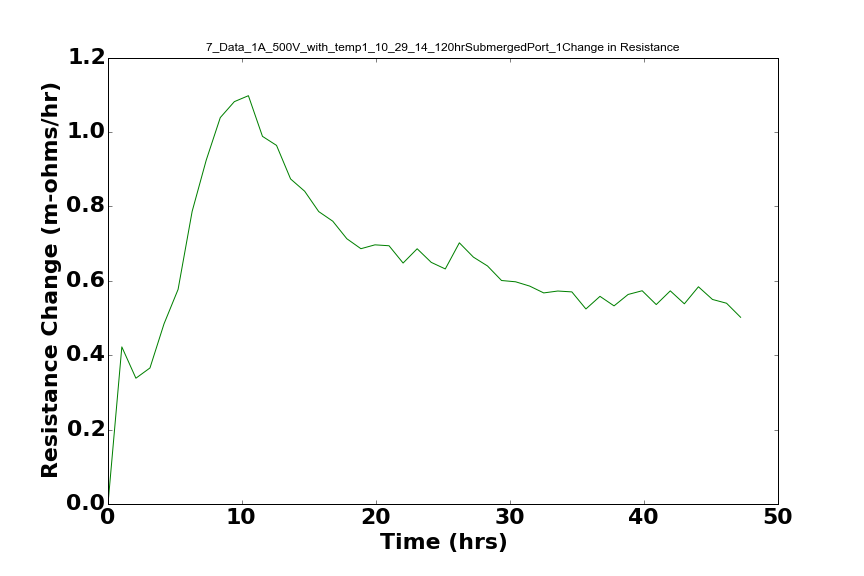 7_Data_1A_500V_with_temp1_10_29_14_120hrSubmergedPort_1Change in Resistance
1.2
1.0
0.8
0.6
0.4
0.2
0.0
Resistance Change (m-ohms/hr)
0 10 20 30 40 50
Time (hrs)